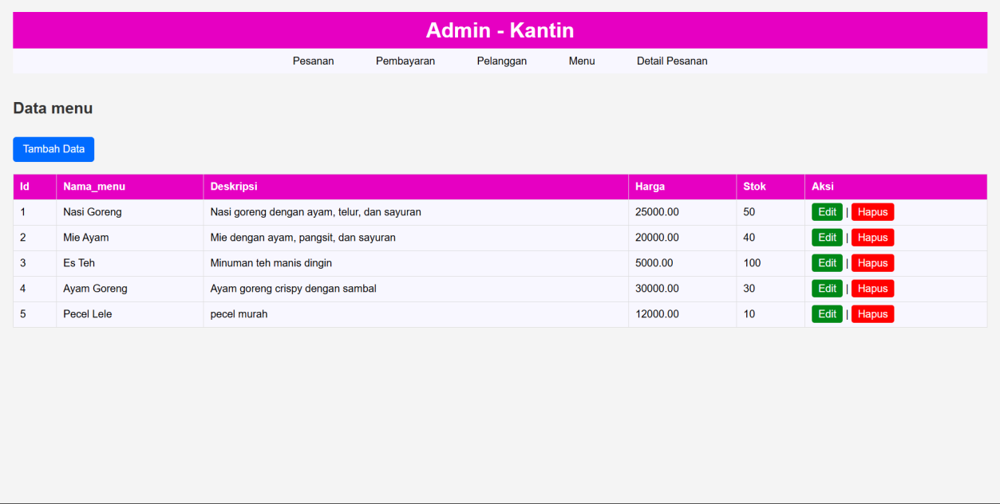 Admin - Kantin
Pesanan Pembayaran Pelanggan Menu Detail Pesanan
Data menu
Tambah Data
Id Nama_menu Deskripsi Harga Stok Aksi
1 Nasi Goreng Nasi goreng dengan ayam, telur, dan sayuran 25000.00 50 Edit | Hapus
2 Mie Ayam Mie dengan ayam, pangsit, dan sayuran 20000.00 40 Edit | Hapus
3 Es Teh Minuman teh manis dingin 5000.00 100 Edit | Hapus
4 Ayam Goreng Ayam goreng crispy dengan sambal 30000.00 30 Edit | Hapus
5 Pecel Lele pecel murah 12000.00 10 Edit | Hapus